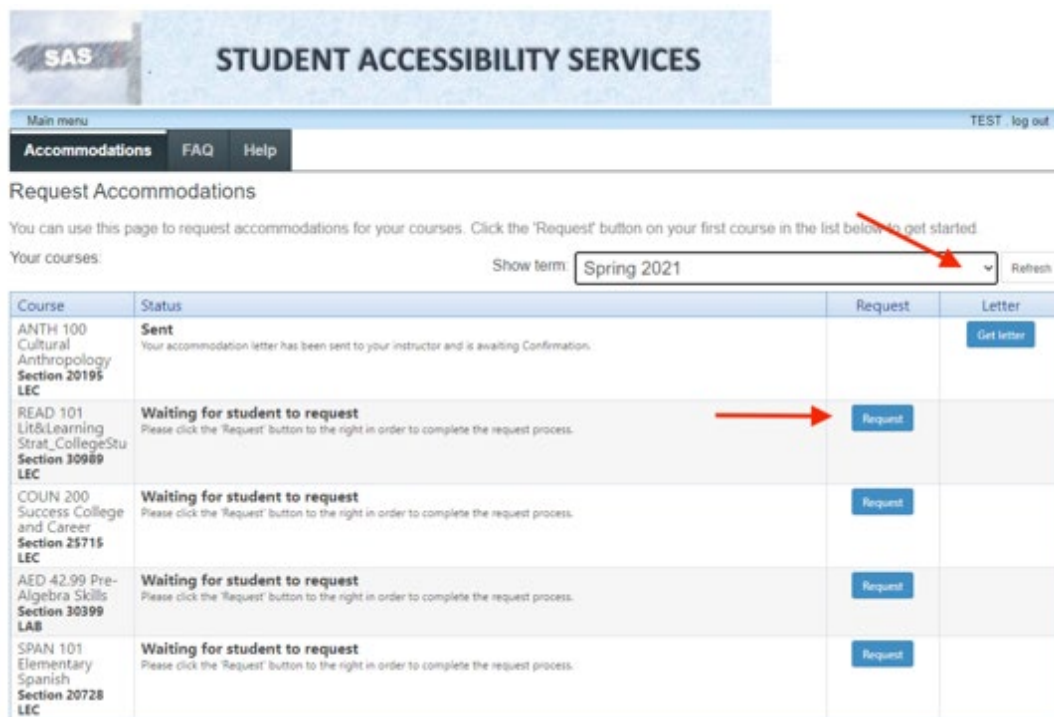 SAS
STUDENT ACCESSIBILITY SERVICES
Main menu
TEST . log out
Accommodations FAQ Help
Request Accommodations
You can use this page to request accommodations for your courses. Click the 'Request' button on your first course in the list below to get started.
Your courses:
Show term: Spring 2021
Refresh
Course Status Request Letter
ANTH 100
Cultural
Anthropology
Section 20195
LEC
Sent
Your accommodation letter has been sent to your instructor and is awaiting Confirmation.
Get letter
READ 101
Lit&Learning
Strat_CollegeStu
Section 30989
LEC
Waiting for student to request
Please click the 'Request' button to the right in order to complete the request process.
Request
COUN 200
Success College
and Career
Section 25715
LEC
Waiting for student to request
Please click the 'Request' button to the right in order to complete the request process.
Request
AED 42.99 Pre-
Algebra Skills
Section 30399
LAB
Waiting for student to request
Please click the 'Request' button to the right in order to complete the request process.
Request
SPAN 101
Elementary
Spanish
Section 20728
LEC
Waiting for student to request
Please click the 'Request' button to the right in order to complete the request process.
Request